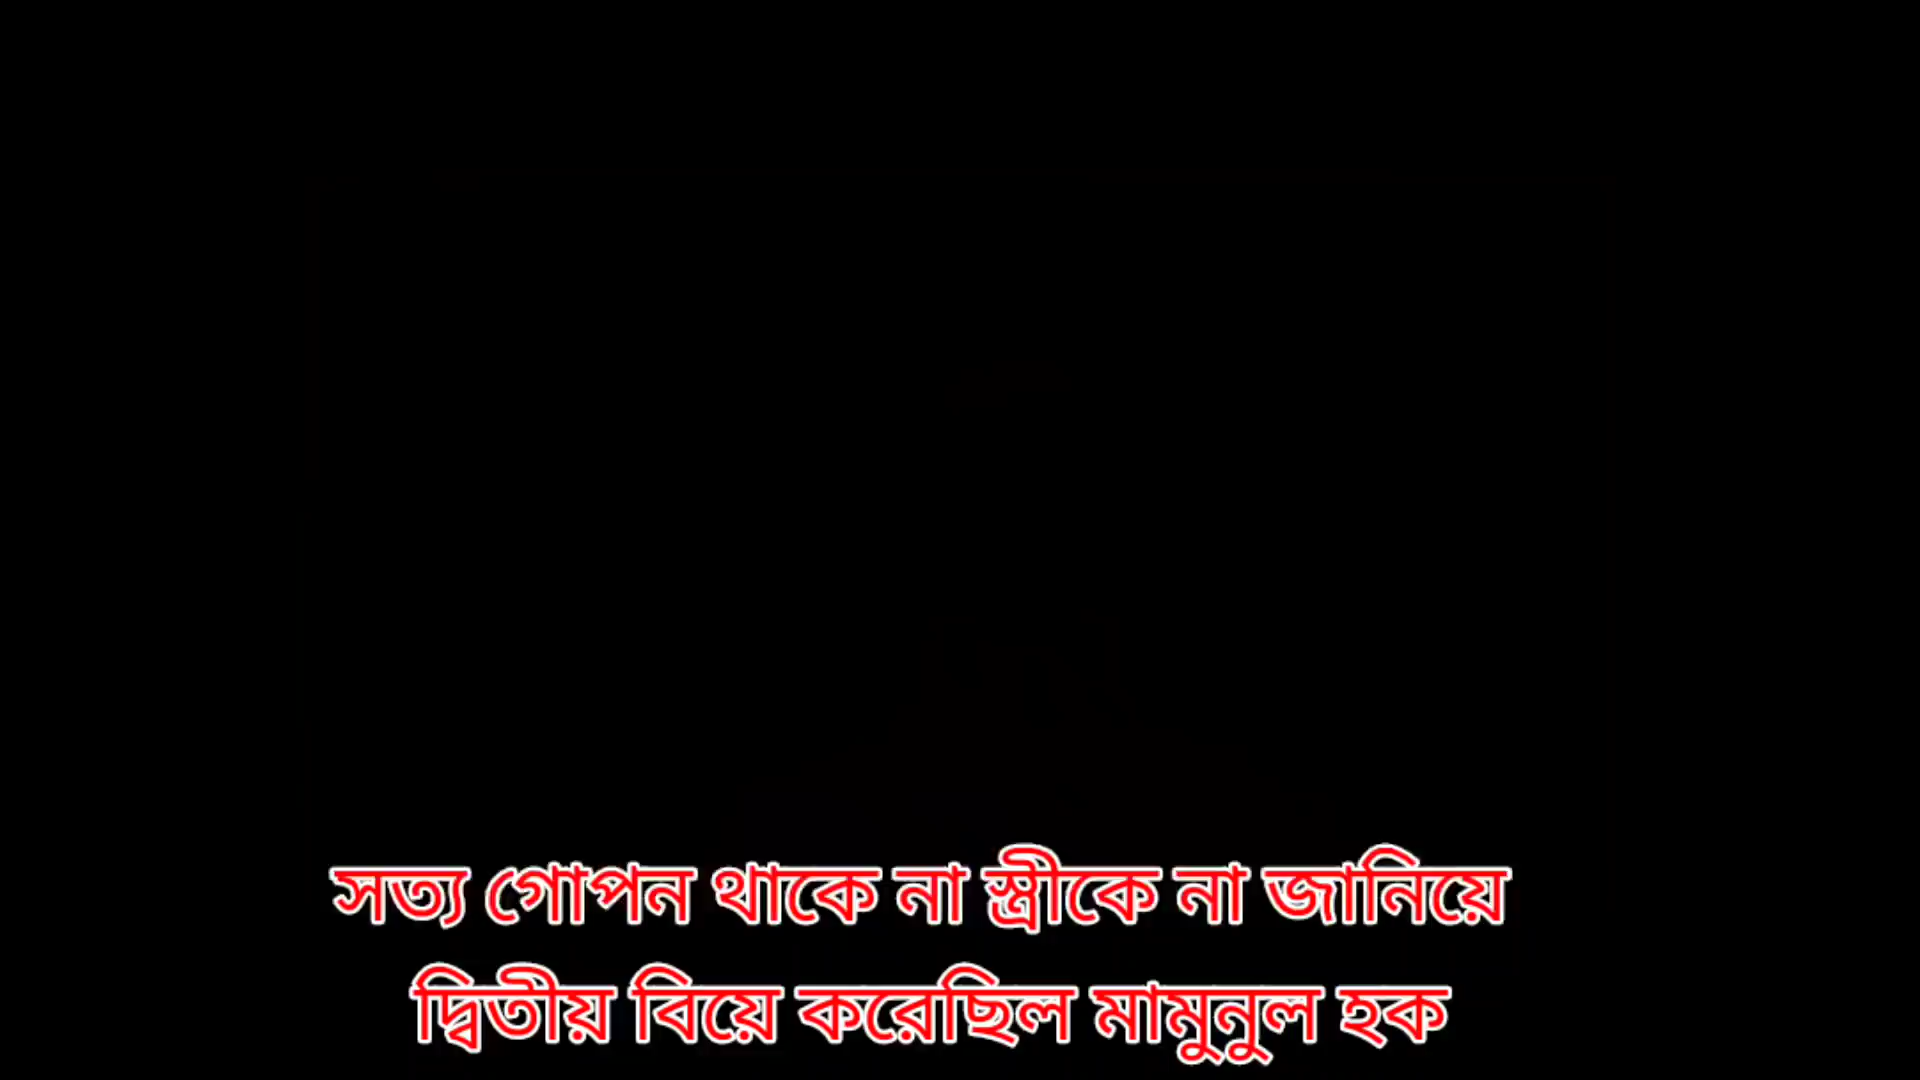 সত্য গোপন থাকে না স্ত্রীকে না জানিয়ে
দ্বিতীয় বিয়ে করেছিল মামুনুল হক